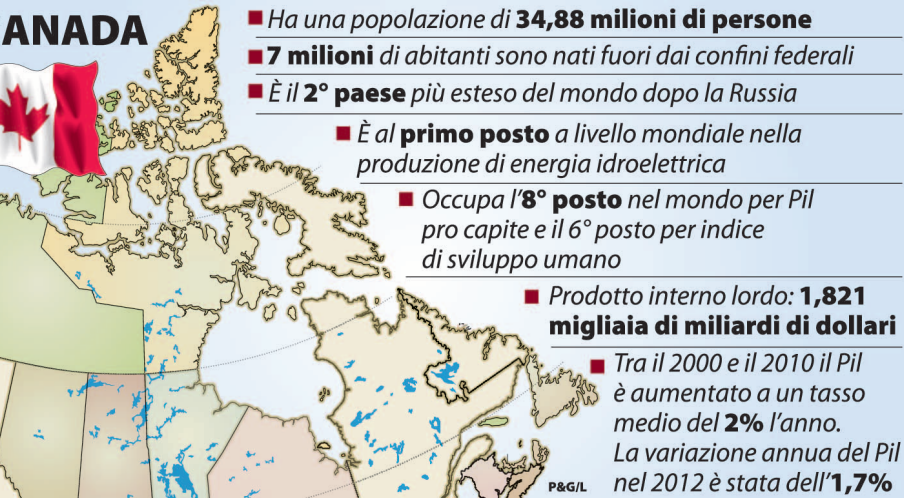 ANADA
Ha una popolazione di 34,88 milioni di persone
7 milioni di abitanti sono nati fuori dai confini federali
È il 2° paese più esteso del mondo dopo la Russia
È al primo posto a livello mondiale nella
produzione di energia idroelettrica
Occupa l'8° posto nel mondo per Pil
pro capite e il 6° posto per indice
di sviluppo umano
Prodotto interno lordo: 1,821
migliaia di miliardi di dollari
Tra il 2000 e il 2010 il Pil
è aumentato a un tasso
medio del 2% l'anno.
La variazione annua del Pil
nel 2012 è stata dell'1,7%
P&G/L